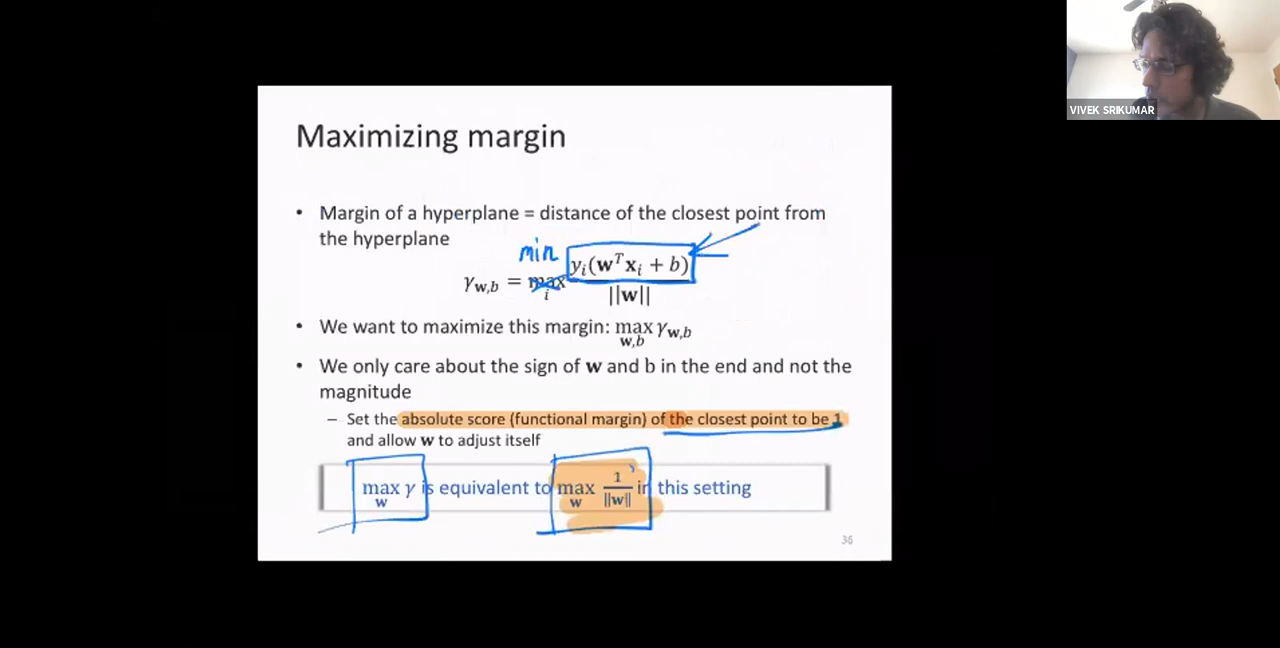 VIVEK SRIKUMAR
Maximizing margin
• Margin of a hyperplane = distance of the closest point from
the hyperplane
min
γw,b = max i yi(wᵀxi + b) / ||w||
• We want to maximize this margin: max w,b γw,b
• We only care about the sign of w and b in the end and not the
magnitude
– Set the absolute score (functional margin) of the closest point to be 1
and allow w to adjust itself
max w γ is equivalent to max w 1/||w|| in this setting
36